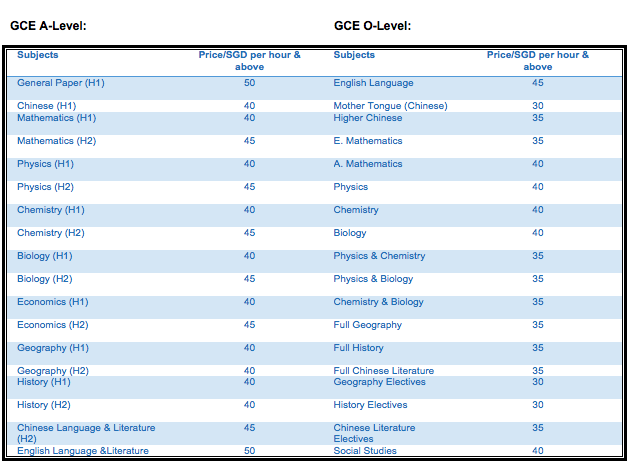 GCE A-Level: GCE O-Level:
Subjects Price/SGD per hour & above Subjects Price/SGD per hour & above
General Paper (H1) 50 English Language 45
Chinese (H1) 40 Mother Tongue (Chinese) 30
Mathematics (H1) 40 Higher Chinese 35
Mathematics (H2) 45 E. Mathematics 35
Physics (H1) 40 A. Mathematics 40
Physics (H2) 45 Physics 40
Chemistry (H1) 40 Chemistry 40
Chemistry (H2) 45 Biology 40
Biology (H1) 40 Physics & Chemistry 35
Biology (H2) 45 Physics & Biology 35
Economics (H1) 40 Chemistry & Biology 35
Economics (H2) 45 Full Geography 35
Geography (H1) 40 Full History 35
Geography (H2) 40 Full Chinese Literature 35
History (H1) 40 Geography Electives 30
History (H2) 40 History Electives 30
Chinese Language & Literature (H2) 45 Chinese Literature Electives 35
English Language &Literature 50 Social Studies 40